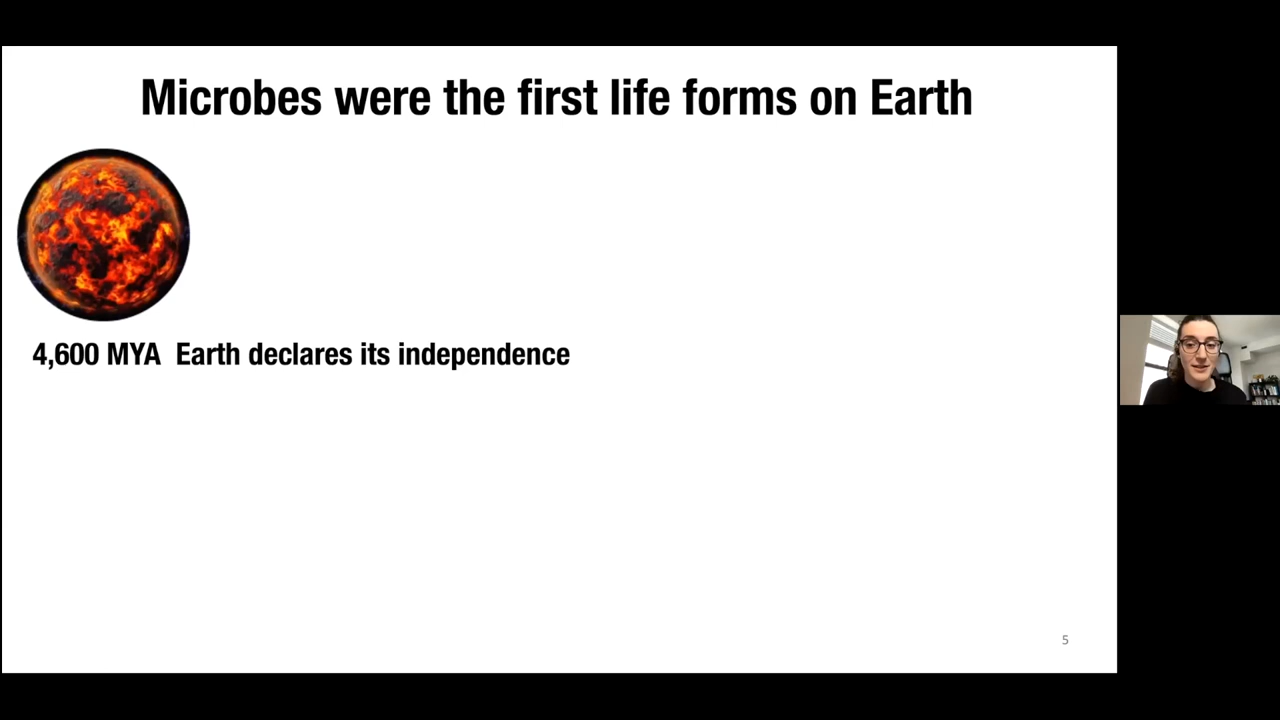 Microbes were the first life forms on Earth
4,600 MYA  Earth declares its independence
5